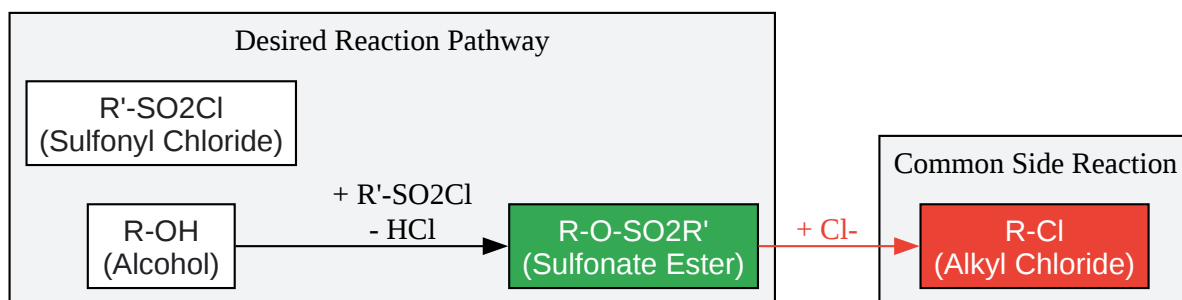 Desired Reaction Pathway
R'-SO2Cl
(Sulfonyl Chloride)
R-OH
(Alcohol)
+ R'-SO2Cl
- HCl
R-O-SO2R'
(Sulfonate Ester)
+ Cl-
Common Side Reaction
R-Cl
(Alkyl Chloride)